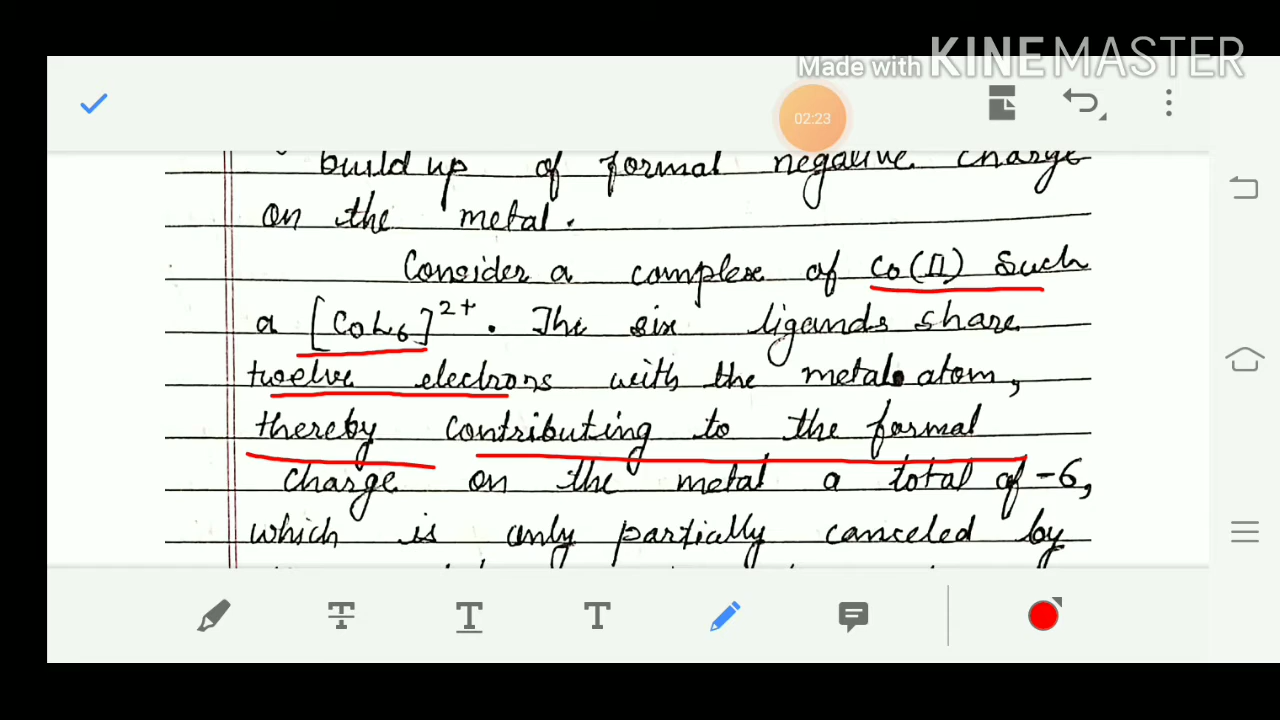 Made with KINEMASTER
02:23
build up of formal negative charge
on the metal.
Consider a complex of Co(II) such
a [CoL6]2+. The six ligands share
twelve electrons with the metal atom,
thereby contributing to the formal
charge on the metal a total of -6,
which is only partially canceled by
T T T